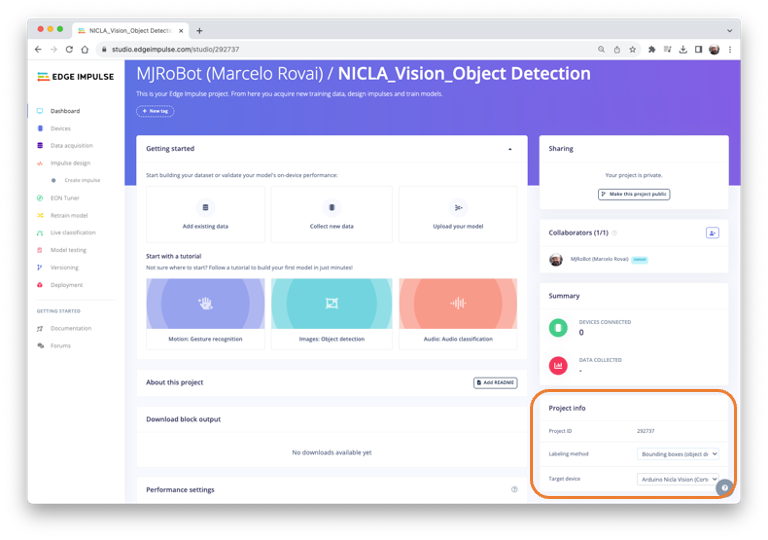 NICLA_Vision_Object Detectio
studio.edgeimpulse.com/studio/292737
EDGE IMPULSE
Dashboard
Devices
Data acquisition
Impulse design
Create impulse
EON Tuner
Retrain model
Live classification
Model testing
Versioning
Deployment
GETTING STARTED
Documentation
Forums
MJRoBot (Marcelo Rovai) / NICLA_Vision_Object Detection
This is your Edge Impulse project. From here you acquire new training data, design impulses and train models.
+ New tag
Getting started
Start building your dataset or validate your model's on-device performance:
Add existing data
Collect new data
Upload your model
Start with a tutorial
Not sure where to start? Follow a tutorial to build your first model in just minutes!
Motion: Gesture recognition
Images: Object detection
Audio: Audio classification
About this project
Add README
Download block output
No downloads available yet
Performance settings
Sharing
Your project is private.
Make this project public
Collaborators (1/1)
MJRoBot (Marcelo Rovai)
Summary
DEVICES CONNECTED
0
DATA COLLECTED
-
Project info
Project ID 292737
Labeling method Bounding boxes (object de
Target device Arduino Nicla Vision (Cort